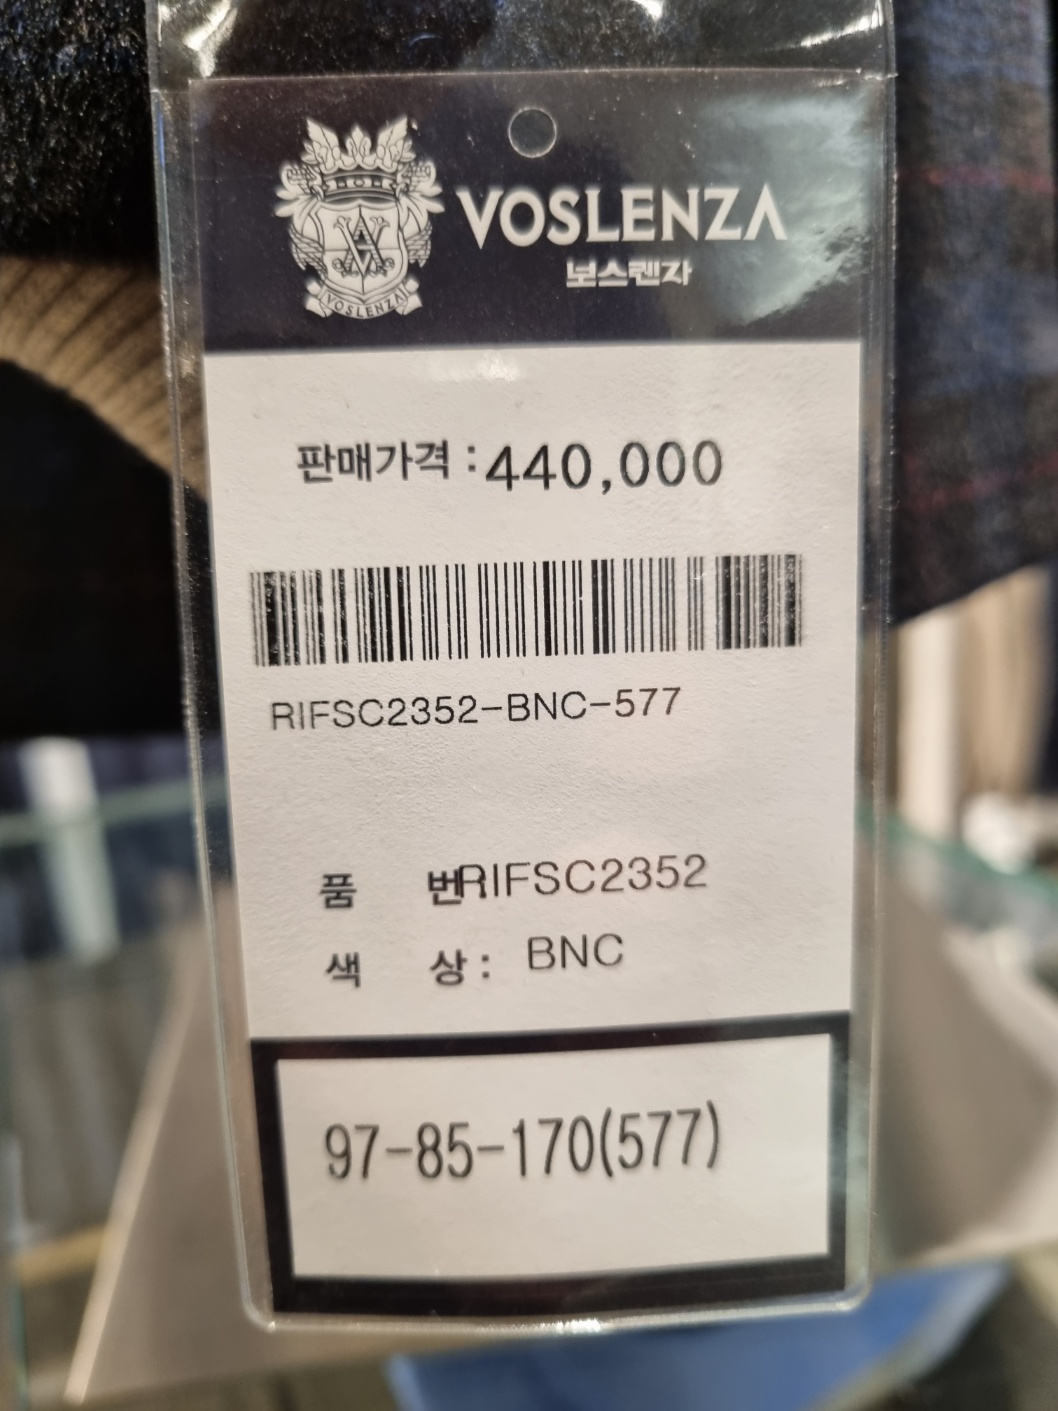 VOSLENZA
VOSLENZA
보스렌자
판매가격 : 440,000
RIFSC2352-BNC-577
품 번RIFSC2352
색 상 : BNC
97-85-170(577)